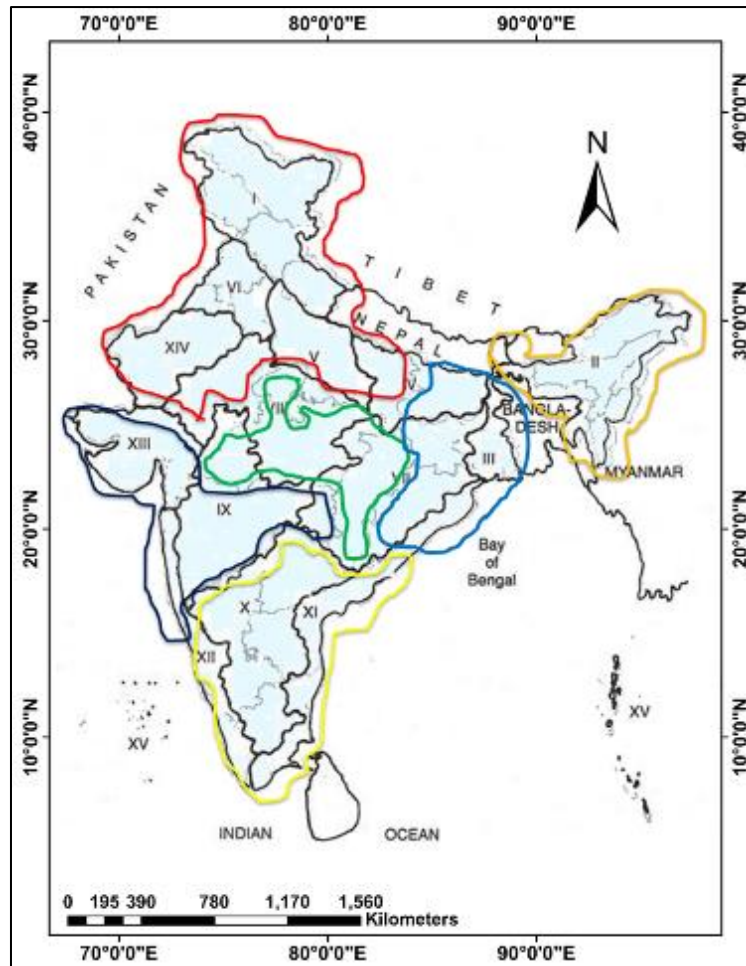 70°0'0"E 80°0'0"E 90°0'0"E
40°0'0"N
40°0'0"N
N
I
PAKISTAN
TIBET
VI
30°0'0"N
30°0'0"N
NEPAL
XIV
V
II
V
VIII
BANGLA-
DESH
XIII
III
VII
MYANMAR
IX
20°0'0"N
20°0'0"N
Bay
of
Bengal
X
XI
XII
XV
XV
10°0'0"N
10°0'0"N
INDIAN OCEAN
0 195 390 780 1,170 1,560
Kilometers
70°0'0"E 80°0'0"E 90°0'0"E